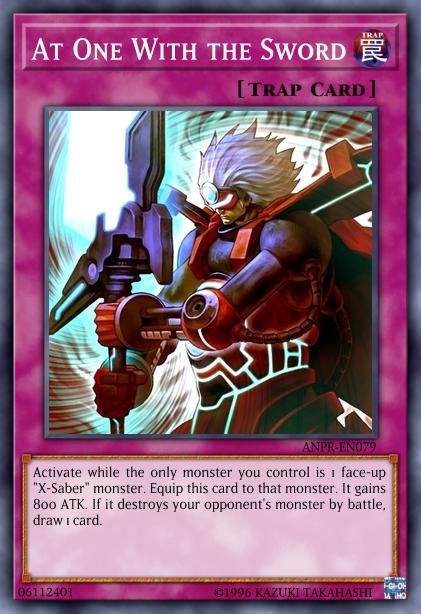 AT ONE WITH THE SWORD
TRAP
罠
[TRAP CARD]
ANPR-EN079
Activate while the only monster you control is 1 face-up
"X-Saber" monster. Equip this card to that monster. It gains
800 ATK. If it destroys your opponent's monster by battle,
draw 1 card.
06112401
©1996 KAZUKI TAKAHASHI